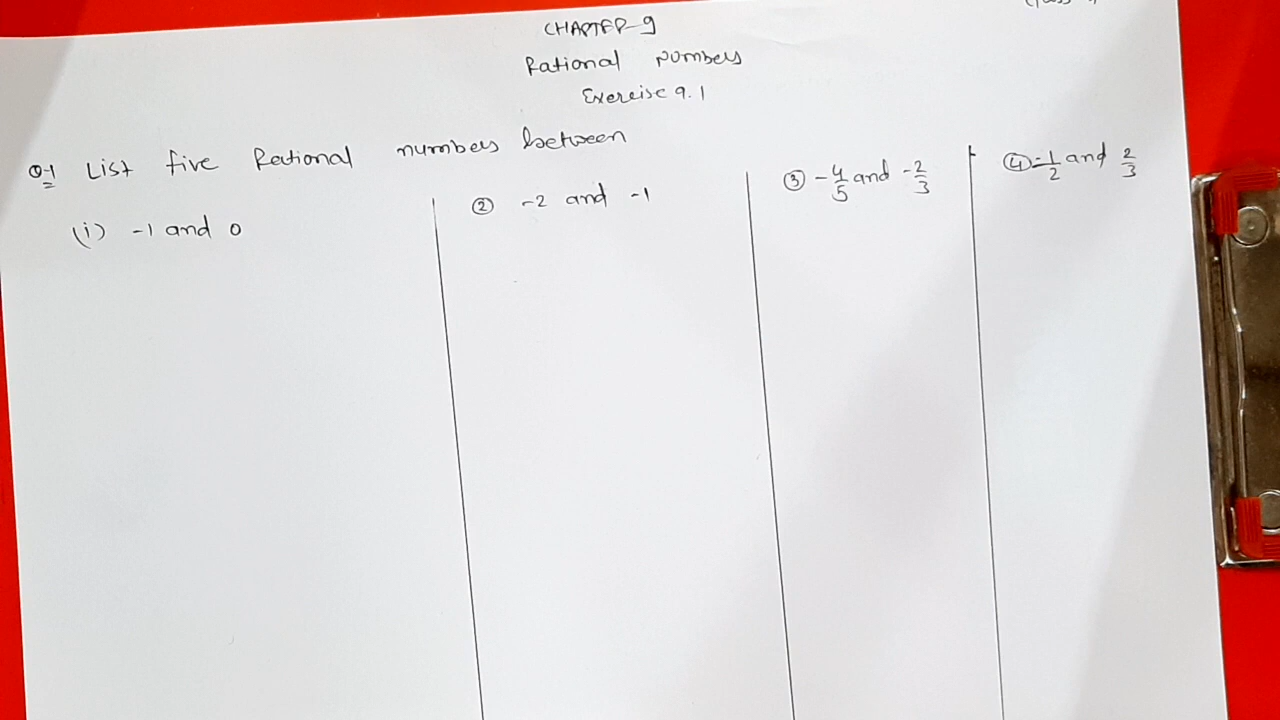 CHAPTER-9
Rational numbers
Exercise 9.1
Q-1 List five Rational numbers between
(i) -1 and 0
② -2 and -1
③ -4/5 and -2/3
④ -1/2 and 2/3